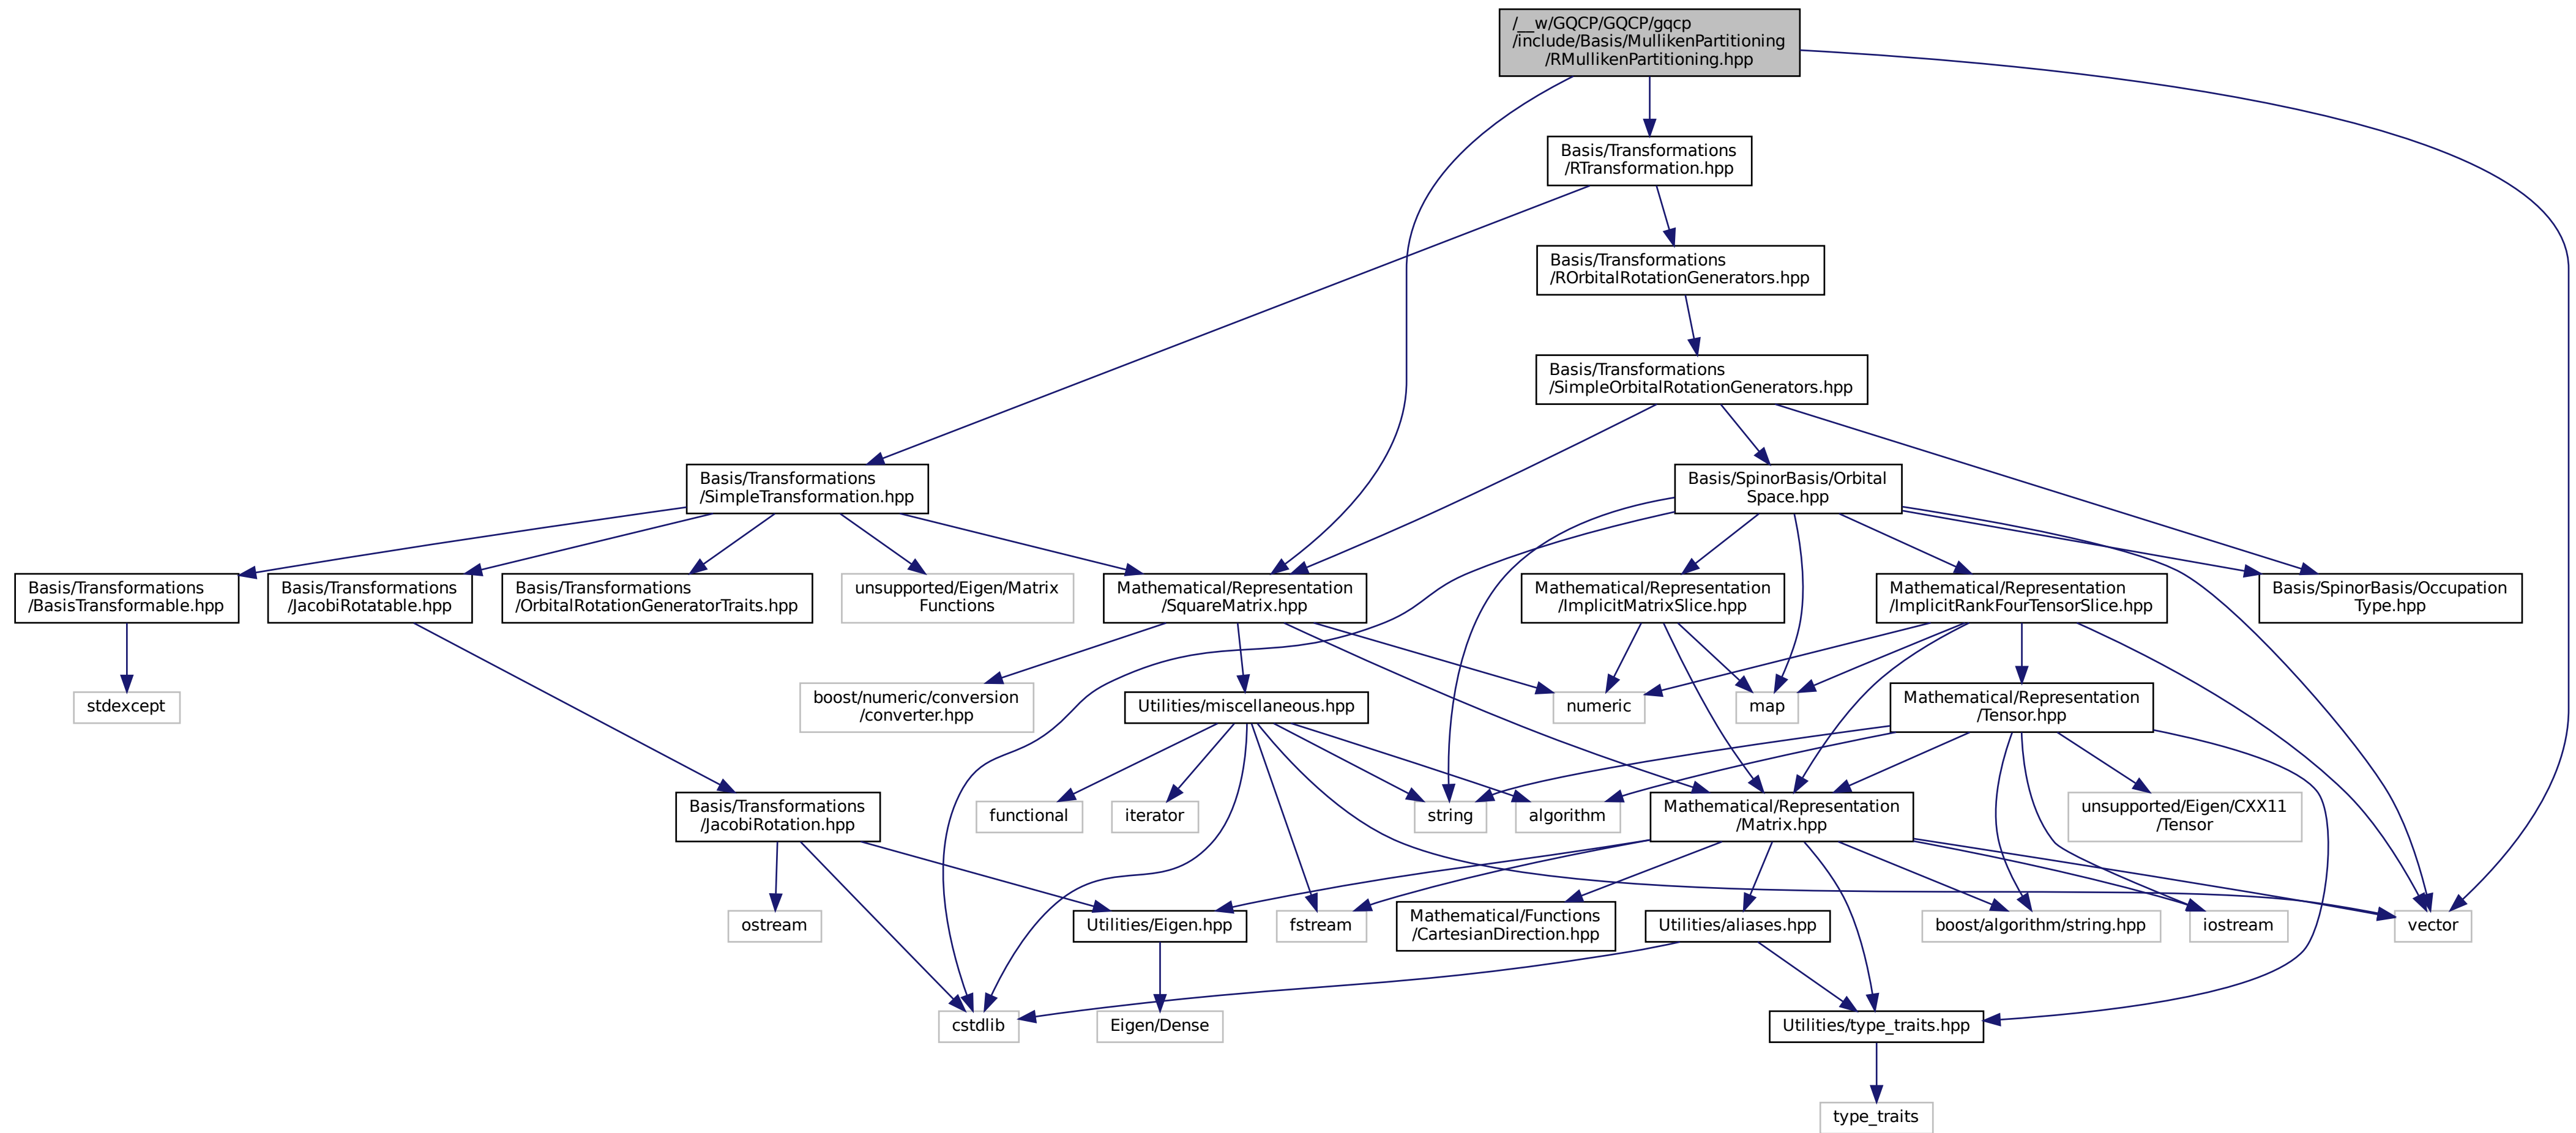 /__w/GQCP/GQCP/gqcp
/include/Basis/MullikenPartitioning
/RMullikenPartitioning.hpp
Basis/Transformations
/RTransformation.hpp
Basis/Transformations
/ROrbitalRotationGenerators.hpp
Basis/Transformations
/SimpleOrbitalRotationGenerators.hpp
Basis/Transformations
/SimpleTransformation.hpp
Basis/SpinorBasis/Orbital
Space.hpp
Basis/Transformations
/BasisTransformable.hpp
Basis/Transformations
/JacobiRotatable.hpp
Basis/Transformations
/OrbitalRotationGeneratorTraits.hpp
unsupported/Eigen/Matrix
Functions
Mathematical/Representation
/SquareMatrix.hpp
Mathematical/Representation
/ImplicitMatrixSlice.hpp
Mathematical/Representation
/ImplicitRankFourTensorSlice.hpp
Basis/SpinorBasis/Occupation
Type.hpp
stdexcept
boost/numeric/conversion
/converter.hpp
Utilities/miscellaneous.hpp
numeric
map
Mathematical/Representation
/Tensor.hpp
Basis/Transformations
/JacobiRotation.hpp
functional
iterator
string
algorithm
Mathematical/Representation
/Matrix.hpp
unsupported/Eigen/CXX11
/Tensor
ostream
Utilities/Eigen.hpp
fstream
Mathematical/Functions
/CartesianDirection.hpp
Utilities/aliases.hpp
boost/algorithm/string.hpp
iostream
vector
cstdlib
Eigen/Dense
Utilities/type_traits.hpp
type_traits